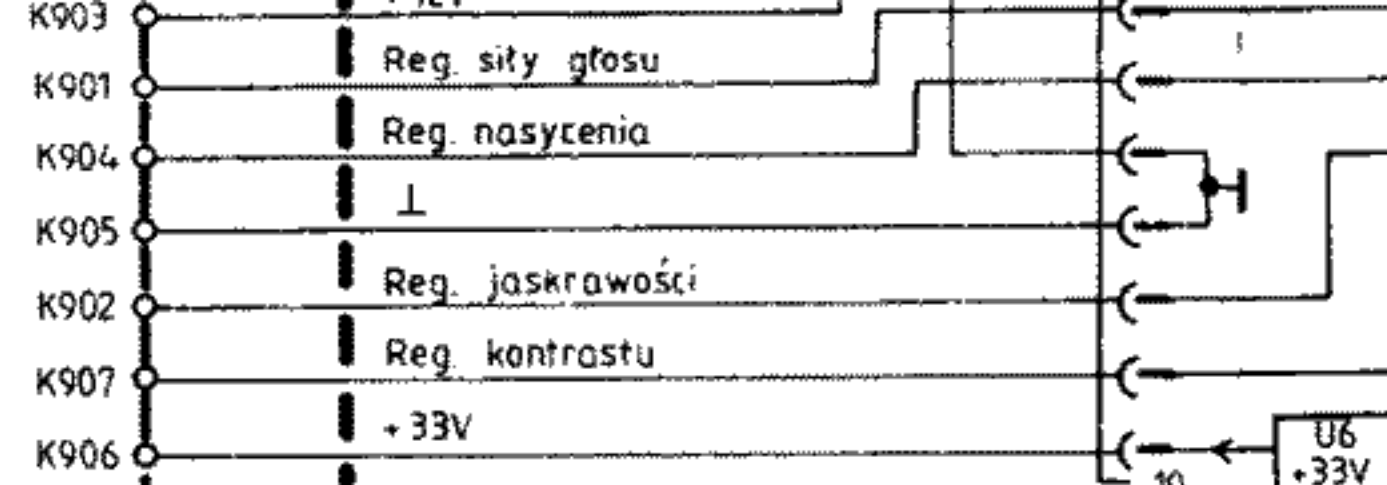 K903
K901 Reg. siły głosu
K904 Reg. nasycenia
K905 ⊥
K902 Reg. jaskrawości
K907 Reg. kontrastu
K906 +33V
U6
+33V